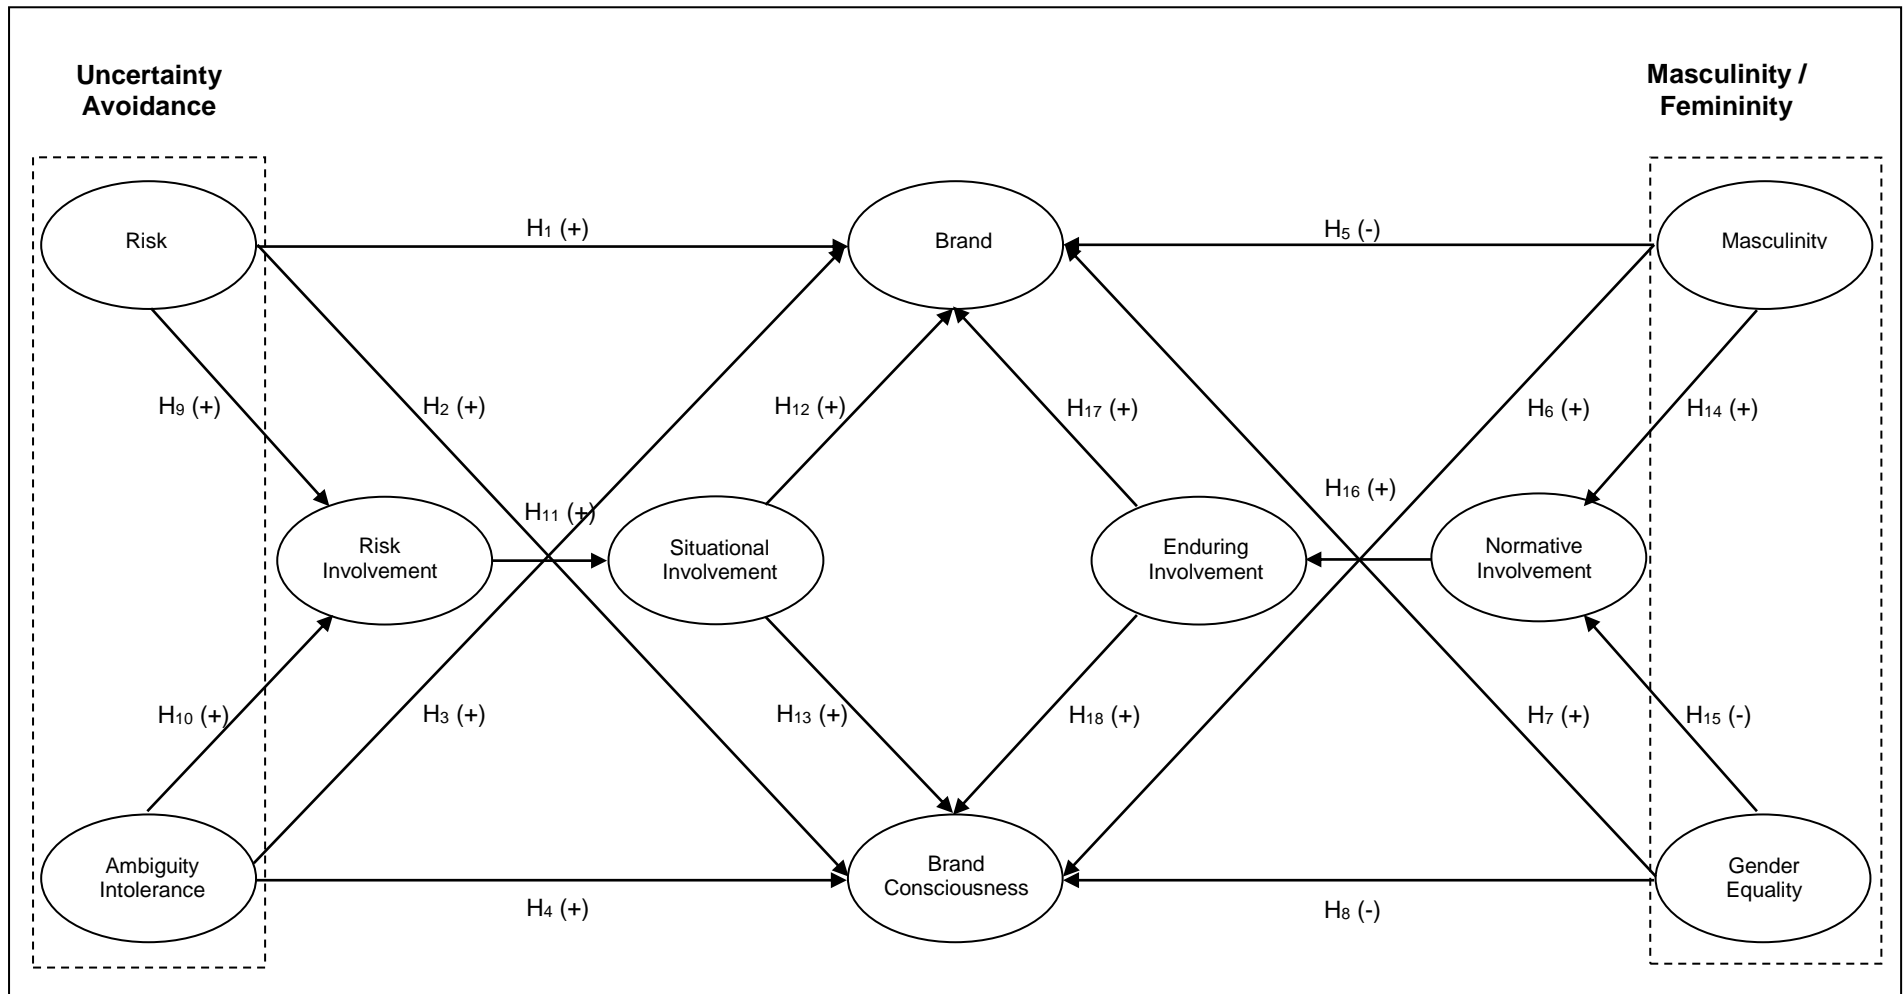 Uncertainty
Avoidance
Masculinity /
Femininity
Risk
H1 (+)
Brand
H5 (-)
Masculinity
H9 (+)
H2 (+)
H12 (+)
H17 (+)
H6 (+)
H14 (+)
H11 (+)
H16 (+)
Risk
Involvement
Situational
Involvement
Enduring
Involvement
Normative
Involvement
H10 (+)
H3 (+)
H13 (+)
H18 (+)
H7 (+)
H15 (-)
Ambiguity
Intolerance
H4 (+)
Brand
Consciousness
H8 (-)
Gender
Equality